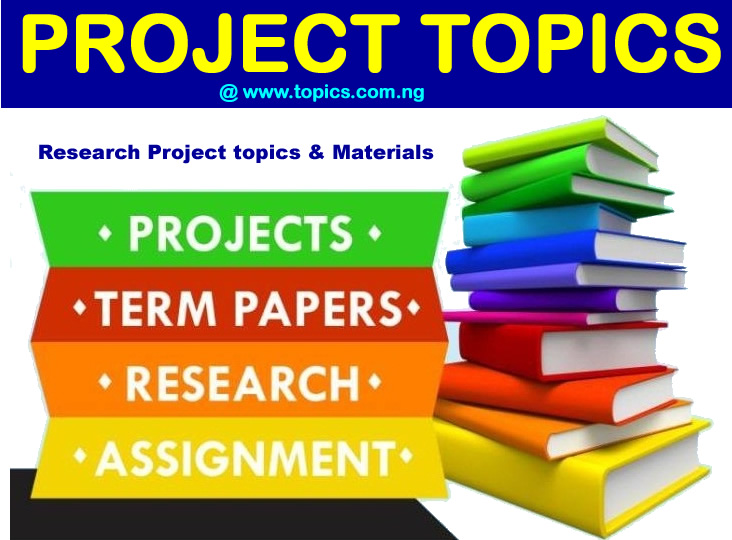 PROJECT TOPICS
@ www.topics.com.ng
Research Project topics & Materials
PROJECTS
TERM PAPERS
RESEARCH
ASSIGNMENT